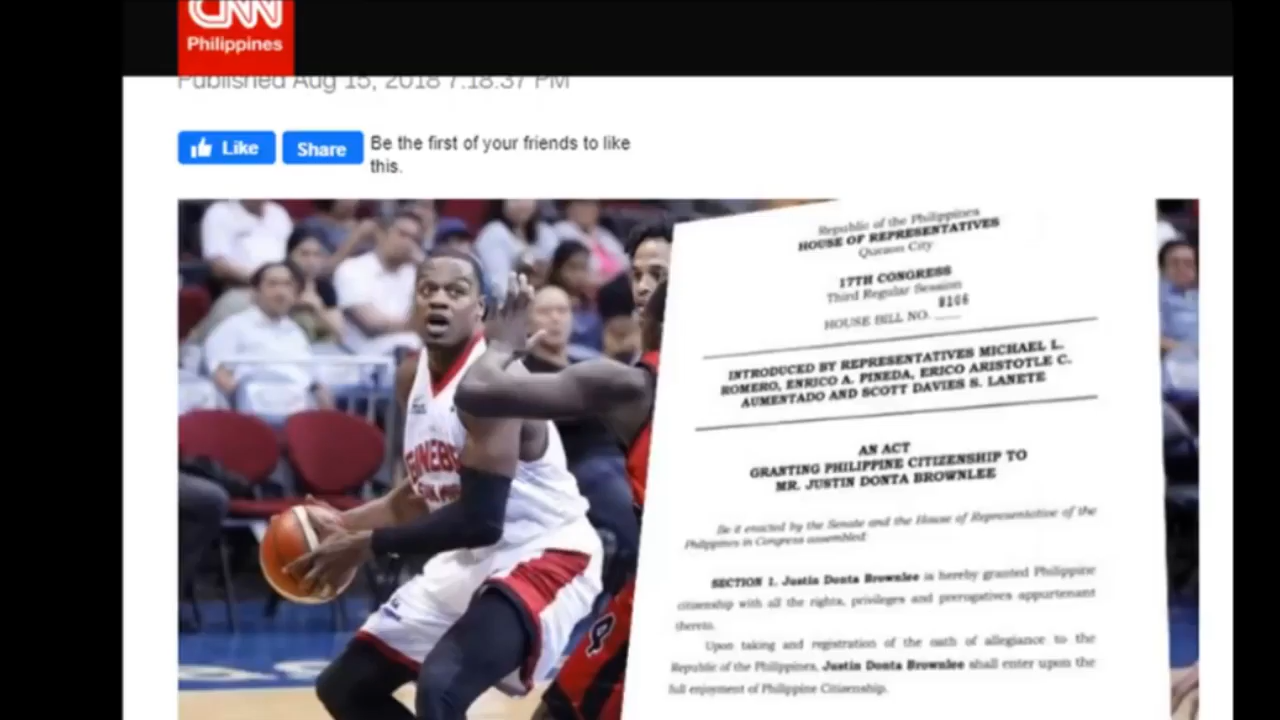 CNN
Philippines
Published Aug 15, 2018 7:18:37 PM
Like
Share
Be the first of your friends to like
this.
GINEBRA
Republic of the Philippines
HOUSE OF REPRESENTATIVES
Quezon City
17TH CONGRESS
Third Regular Session
8106
HOUSE BILL NO. ____
INTRODUCED BY REPRESENTATIVES MICHAEL L.
ROMERO, ENRICO A. PINEDA, ERICO ARISTOTLE C.
AUMENTADO AND SCOTT DAVIES S. LANETE
AN ACT
GRANTING PHILIPPINE CITIZENSHIP TO
MR. JUSTIN DONTA BROWNLEE
Be it enacted by the Senate and the House of Representative of the
Philippines in Congress assembled:
SECTION 1. Justin Donta Brownlee is hereby granted Philippine
citizenship with all the rights, privileges and prerogatives appurtenant
thereto.
Upon taking and registration of the oath of allegiance to the
Republic of the Philippines, Justin Donta Brownlee shall enter upon the
full enjoyment of Philippine Citizenship.